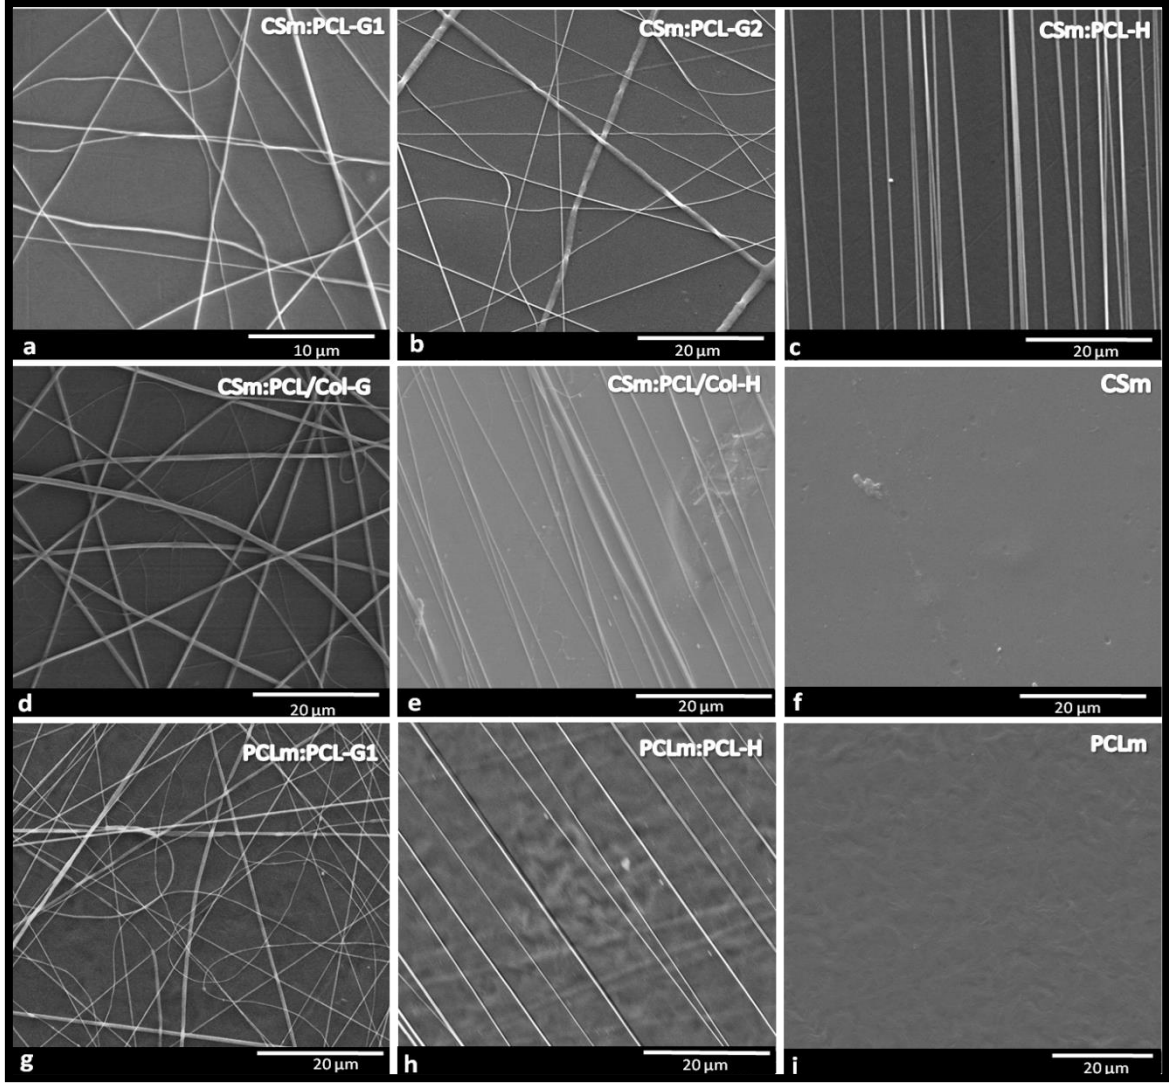 CSm:PCL-G1
CSm:PCL-G2
CSm:PCL-H
a
10 µm
b
20 µm
c
20 µm
CSm:PCL/Col-G
CSm:PCL/Col-H
CSm
d
20 µm
e
20 µm
f
20 µm
PCLm:PCL-G1
PCLm:PCL-H
PCLm
g
20 µm
h
20 µm
i
20 µm